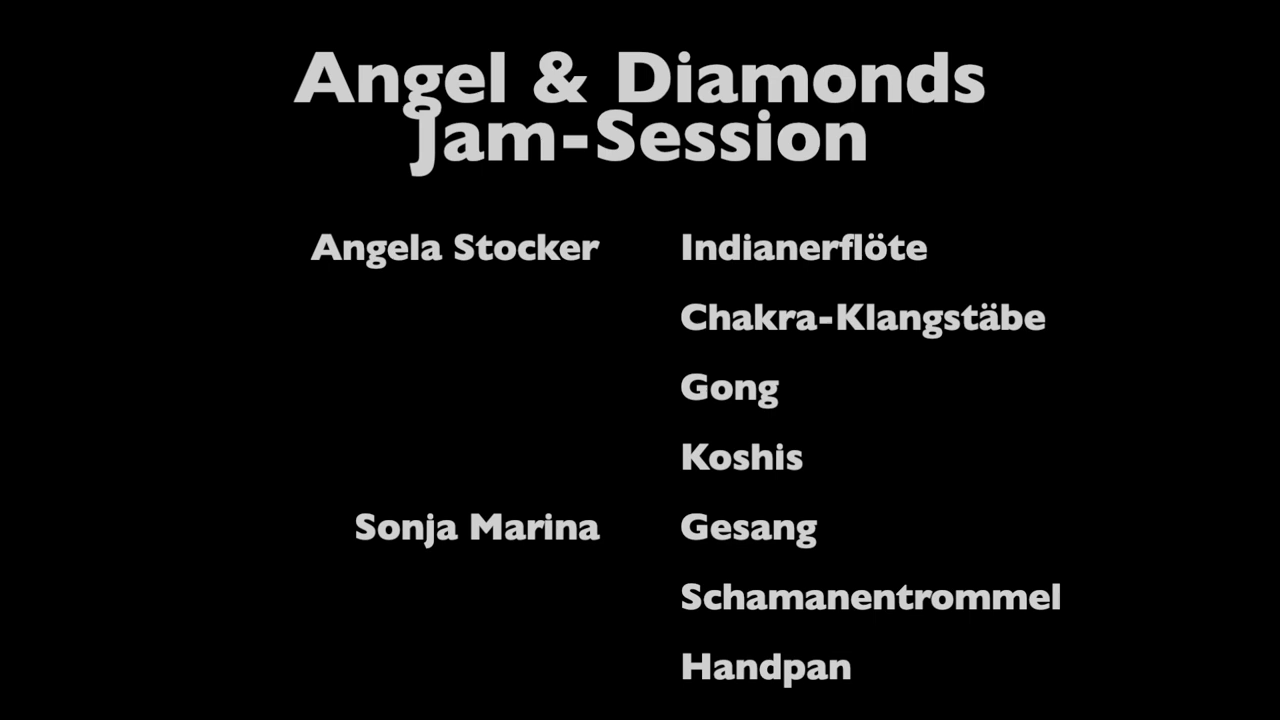 Angel & Diamonds
Jam-Session
Angela Stocker Indianerflöte
Chakra-Klangstäbe
Gong
Koshis
Sonja Marina Gesang
Schamanentrommel
Handpan